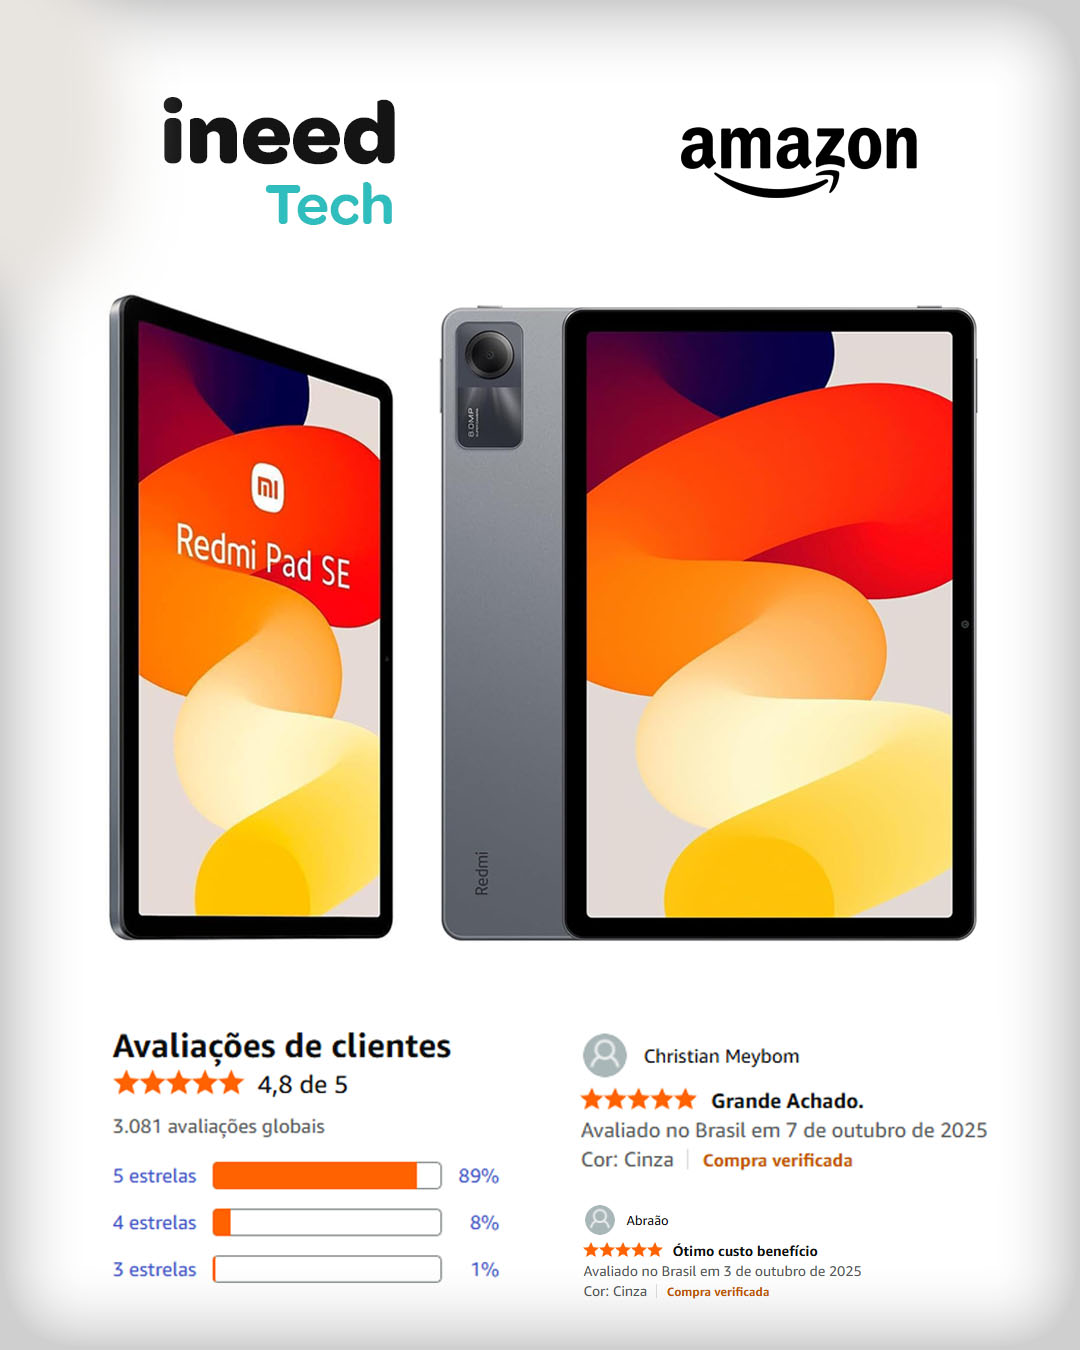 ineed
Tech
amazon
mi
Redmi Pad SE
8.0MP
Redmi
Avaliações de clientes
4,8 de 5
3.081 avaliações globais
5 estrelas 89%
4 estrelas 8%
3 estrelas 1%
Christian Meybom
Grande Achado.
Avaliado no Brasil em 7 de outubro de 2025
Cor: Cinza | Compra verificada
Abraão
Ótimo custo benefício
Avaliado no Brasil em 3 de outubro de 2025
Cor: Cinza | Compra verificada